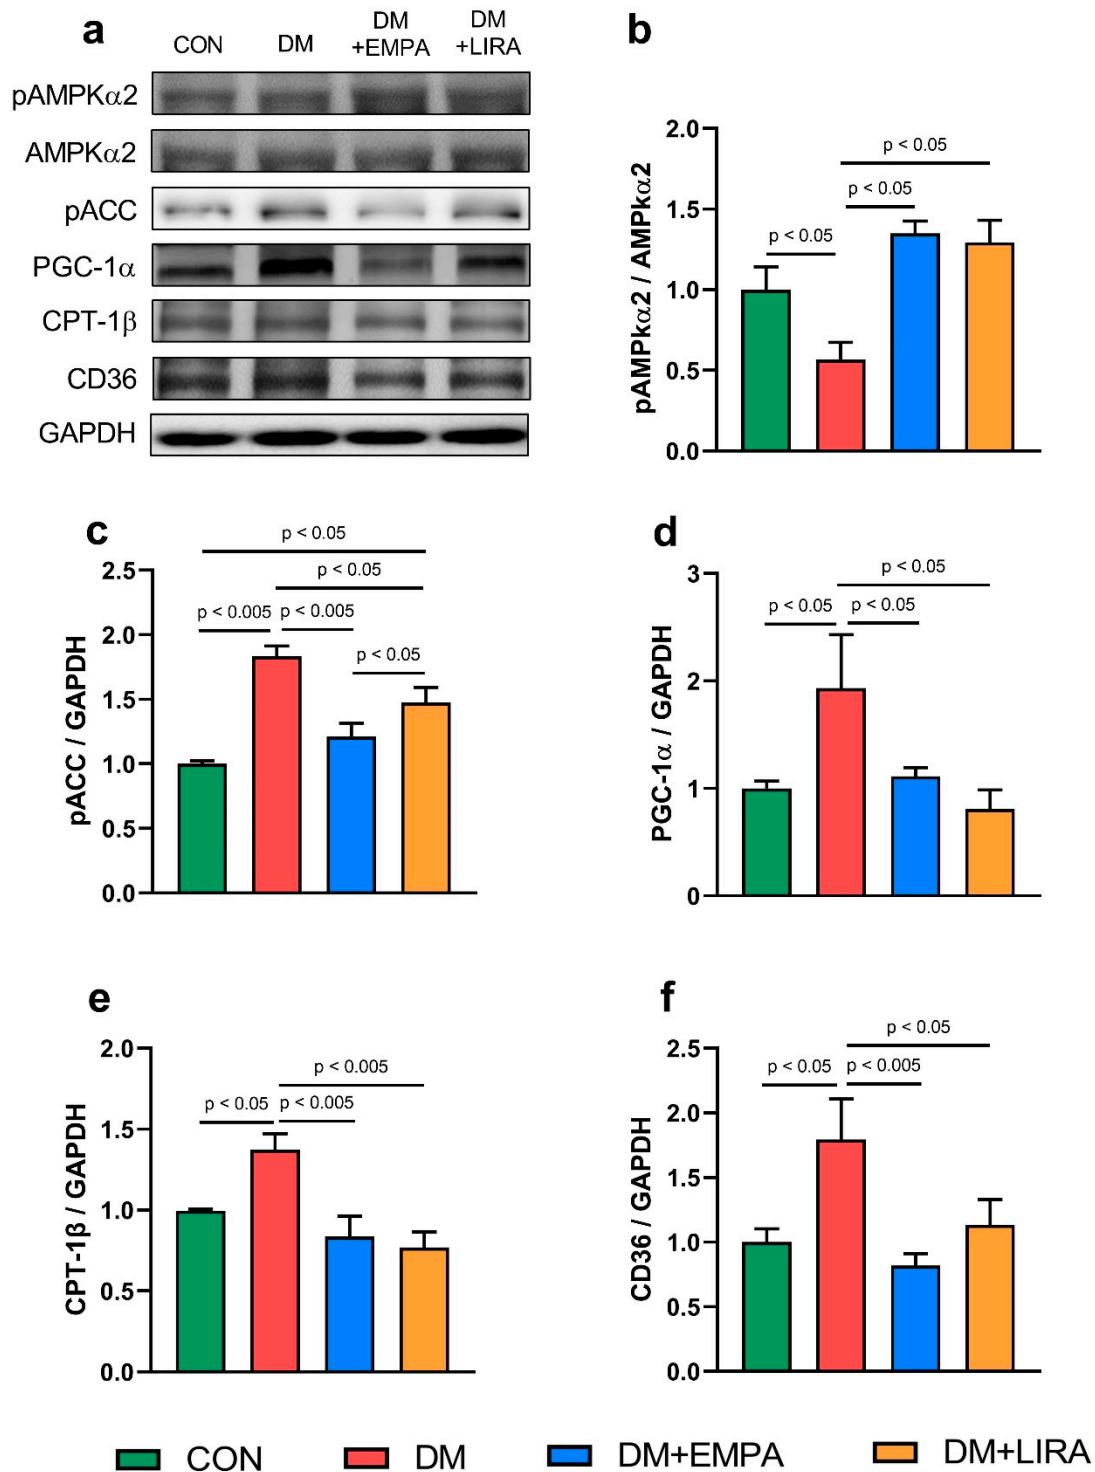 a
CON
DM
DM
+EMPA
DM
+LIRA
pAMPKα2
AMPKα2
pACC
PGC-1α
CPT-1β
CD36
GAPDH
b
pAMPkα2 / AMPkα2
2.0
1.5
1.0
0.5
0.0
p < 0.05
p < 0.05
p < 0.05
c
pACC / GAPDH
2.5
2.0
1.5
1.0
0.5
0.0
p < 0.05
p < 0.05
p < 0.005
p < 0.005
p < 0.05
d
PGC-1α / GAPDH
3
2
1
0
p < 0.05
p < 0.05
p < 0.05
e
CPT-1β / GAPDH
2.0
1.5
1.0
0.5
0.0
p < 0.005
p < 0.05
p < 0.005
f
CD36 / GAPDH
2.5
2.0
1.5
1.0
0.5
0.0
p < 0.05
p < 0.05
p < 0.005
CON
DM
DM+EMPA
DM+LIRA